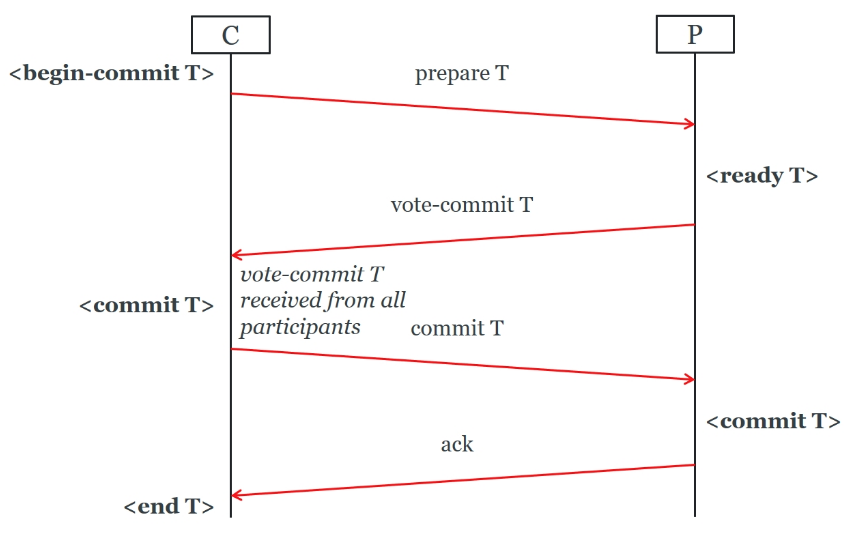 C
P
<begin-commit T>
prepare T
<ready T>
vote-commit T
vote-commit T
received from all
participants
<commit T>
commit T
<commit T>
ack
<end T>